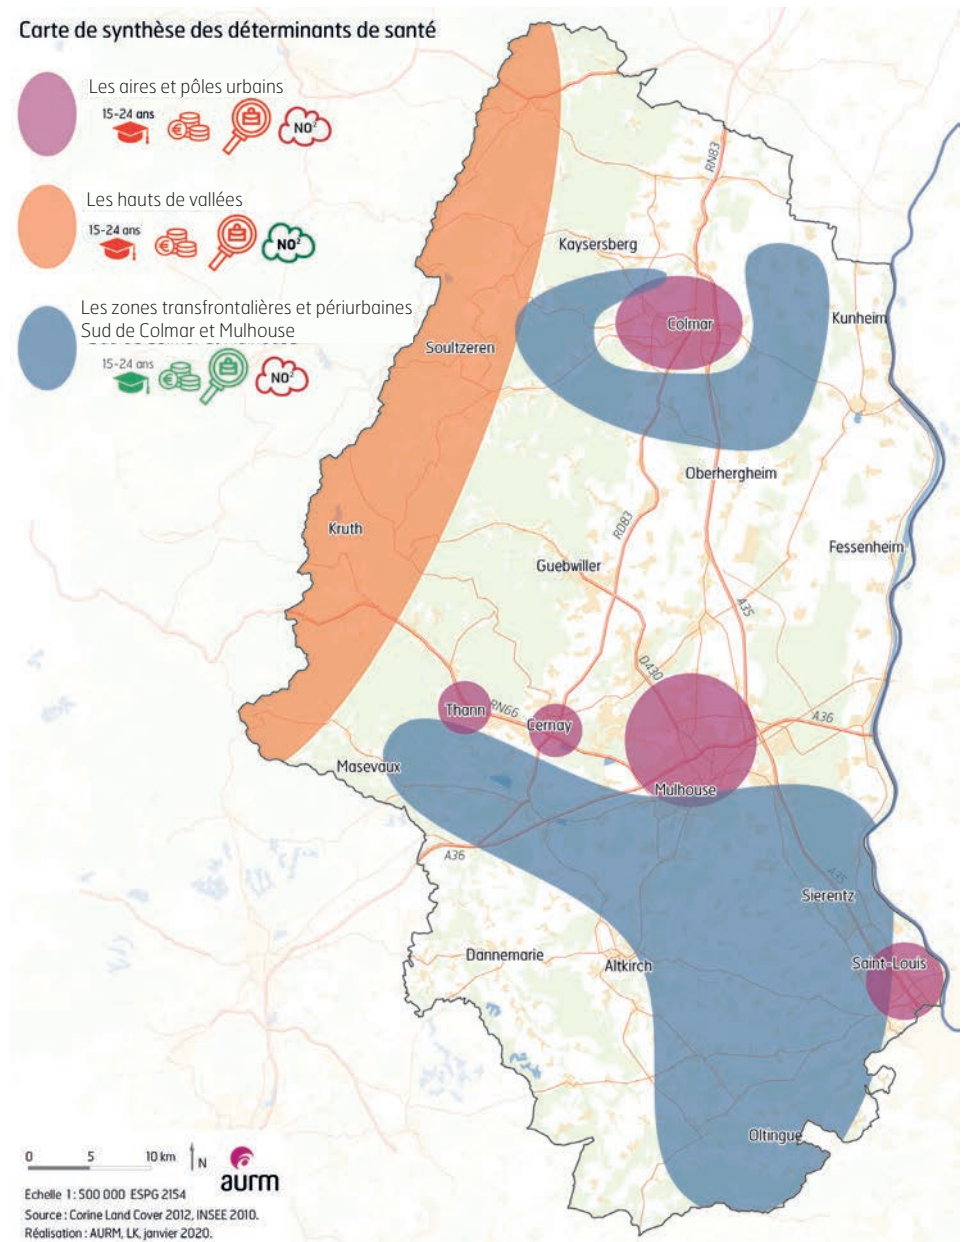 Carte de synthèse des déterminants de santé
Les aires et pôles urbains
15-24 ans
€
NO2
Les hauts de vallées
15-24 ans
€
NO2
Les zones transfrontalières et périurbaines
Sud de Colmar et Mulhouse
15-24 ans
€
NO2
RN83
Kaysersberg
Colmar
Kunheim
Soultzeren
Oberhergheim
Kruth
RD83
Fessenheim
Guebwiller
A35
D430
Thann
RN66
Cernay
A36
Masevaux
Mulhouse
A36
A35
Sierentz
Dannemarie
Altkirch
Saint-Louis
Oltingue
0 5 10 km
N
aurm
Échelle 1 : 500 000 ESPG 2154
Source : Corine Land Cover 2012, INSEE 2010.
Réalisation : AURM, LK, janvier 2020.